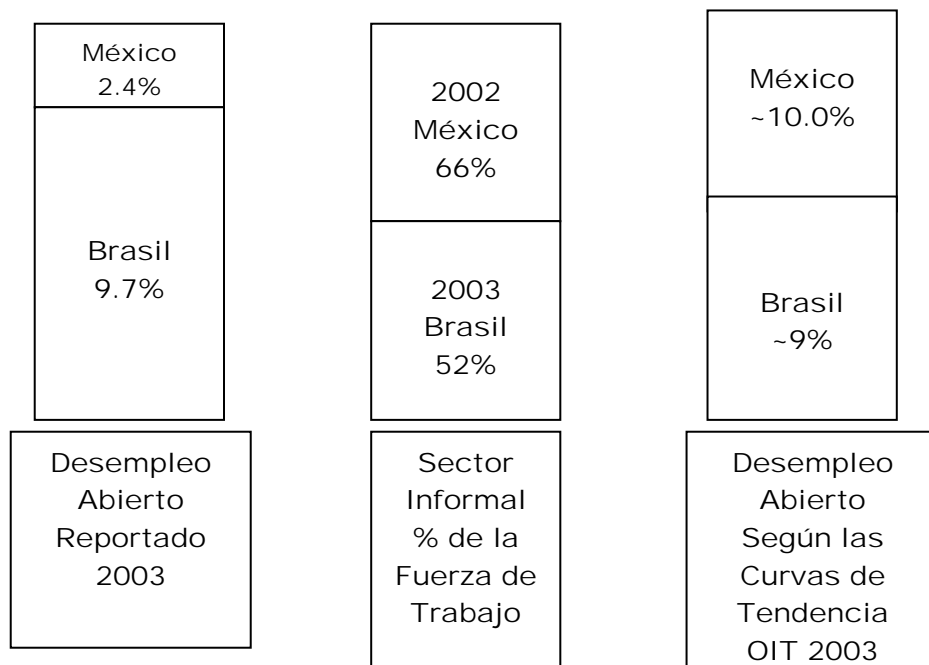 México
2.4%
Brasil
9.7%
Desempleo
Abierto
Reportado
2003
2002
México
66%
2003
Brasil
52%
Sector
Informal
% de la
Fuerza de
Trabajo
México
~10.0%
Brasil
~9%
Desempleo
Abierto
Según las
Curvas de
Tendencia
OIT 2003